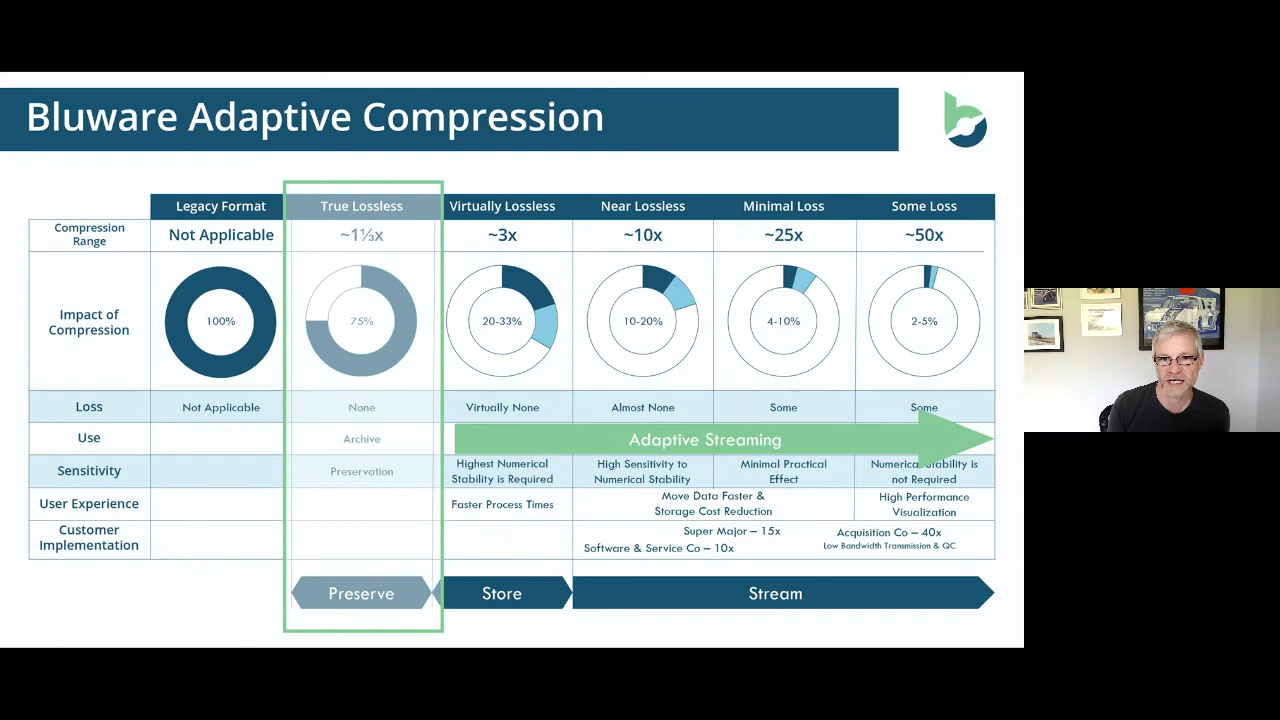 Bluware Adaptive Compression
Legacy Format True Lossless Virtually Lossless Near Lossless Minimal Loss Some Loss
Compression
Range
Not Applicable ~1⅓x ~3x ~10x ~25x ~50x
Impact of
Compression
100% 75% 20-33% 10-20% 4-10% 2-5%
Loss Not Applicable None Virtually None Almost None Some Some
Use Archive Adaptive Streaming
Sensitivity Preservation
Highest Numerical
Stability is Required
High Sensitivity to
Numerical Stability
Minimal Practical
Effect
Numerical Stability is
not Required
User Experience Faster Process Times
Move Data Faster &
Storage Cost Reduction
High Performance
Visualization
Customer
Implementation
Super Major – 15x
Software & Service Co – 10x
Acquisition Co – 40x
Low Bandwidth Transmission & QC
Preserve Store Stream